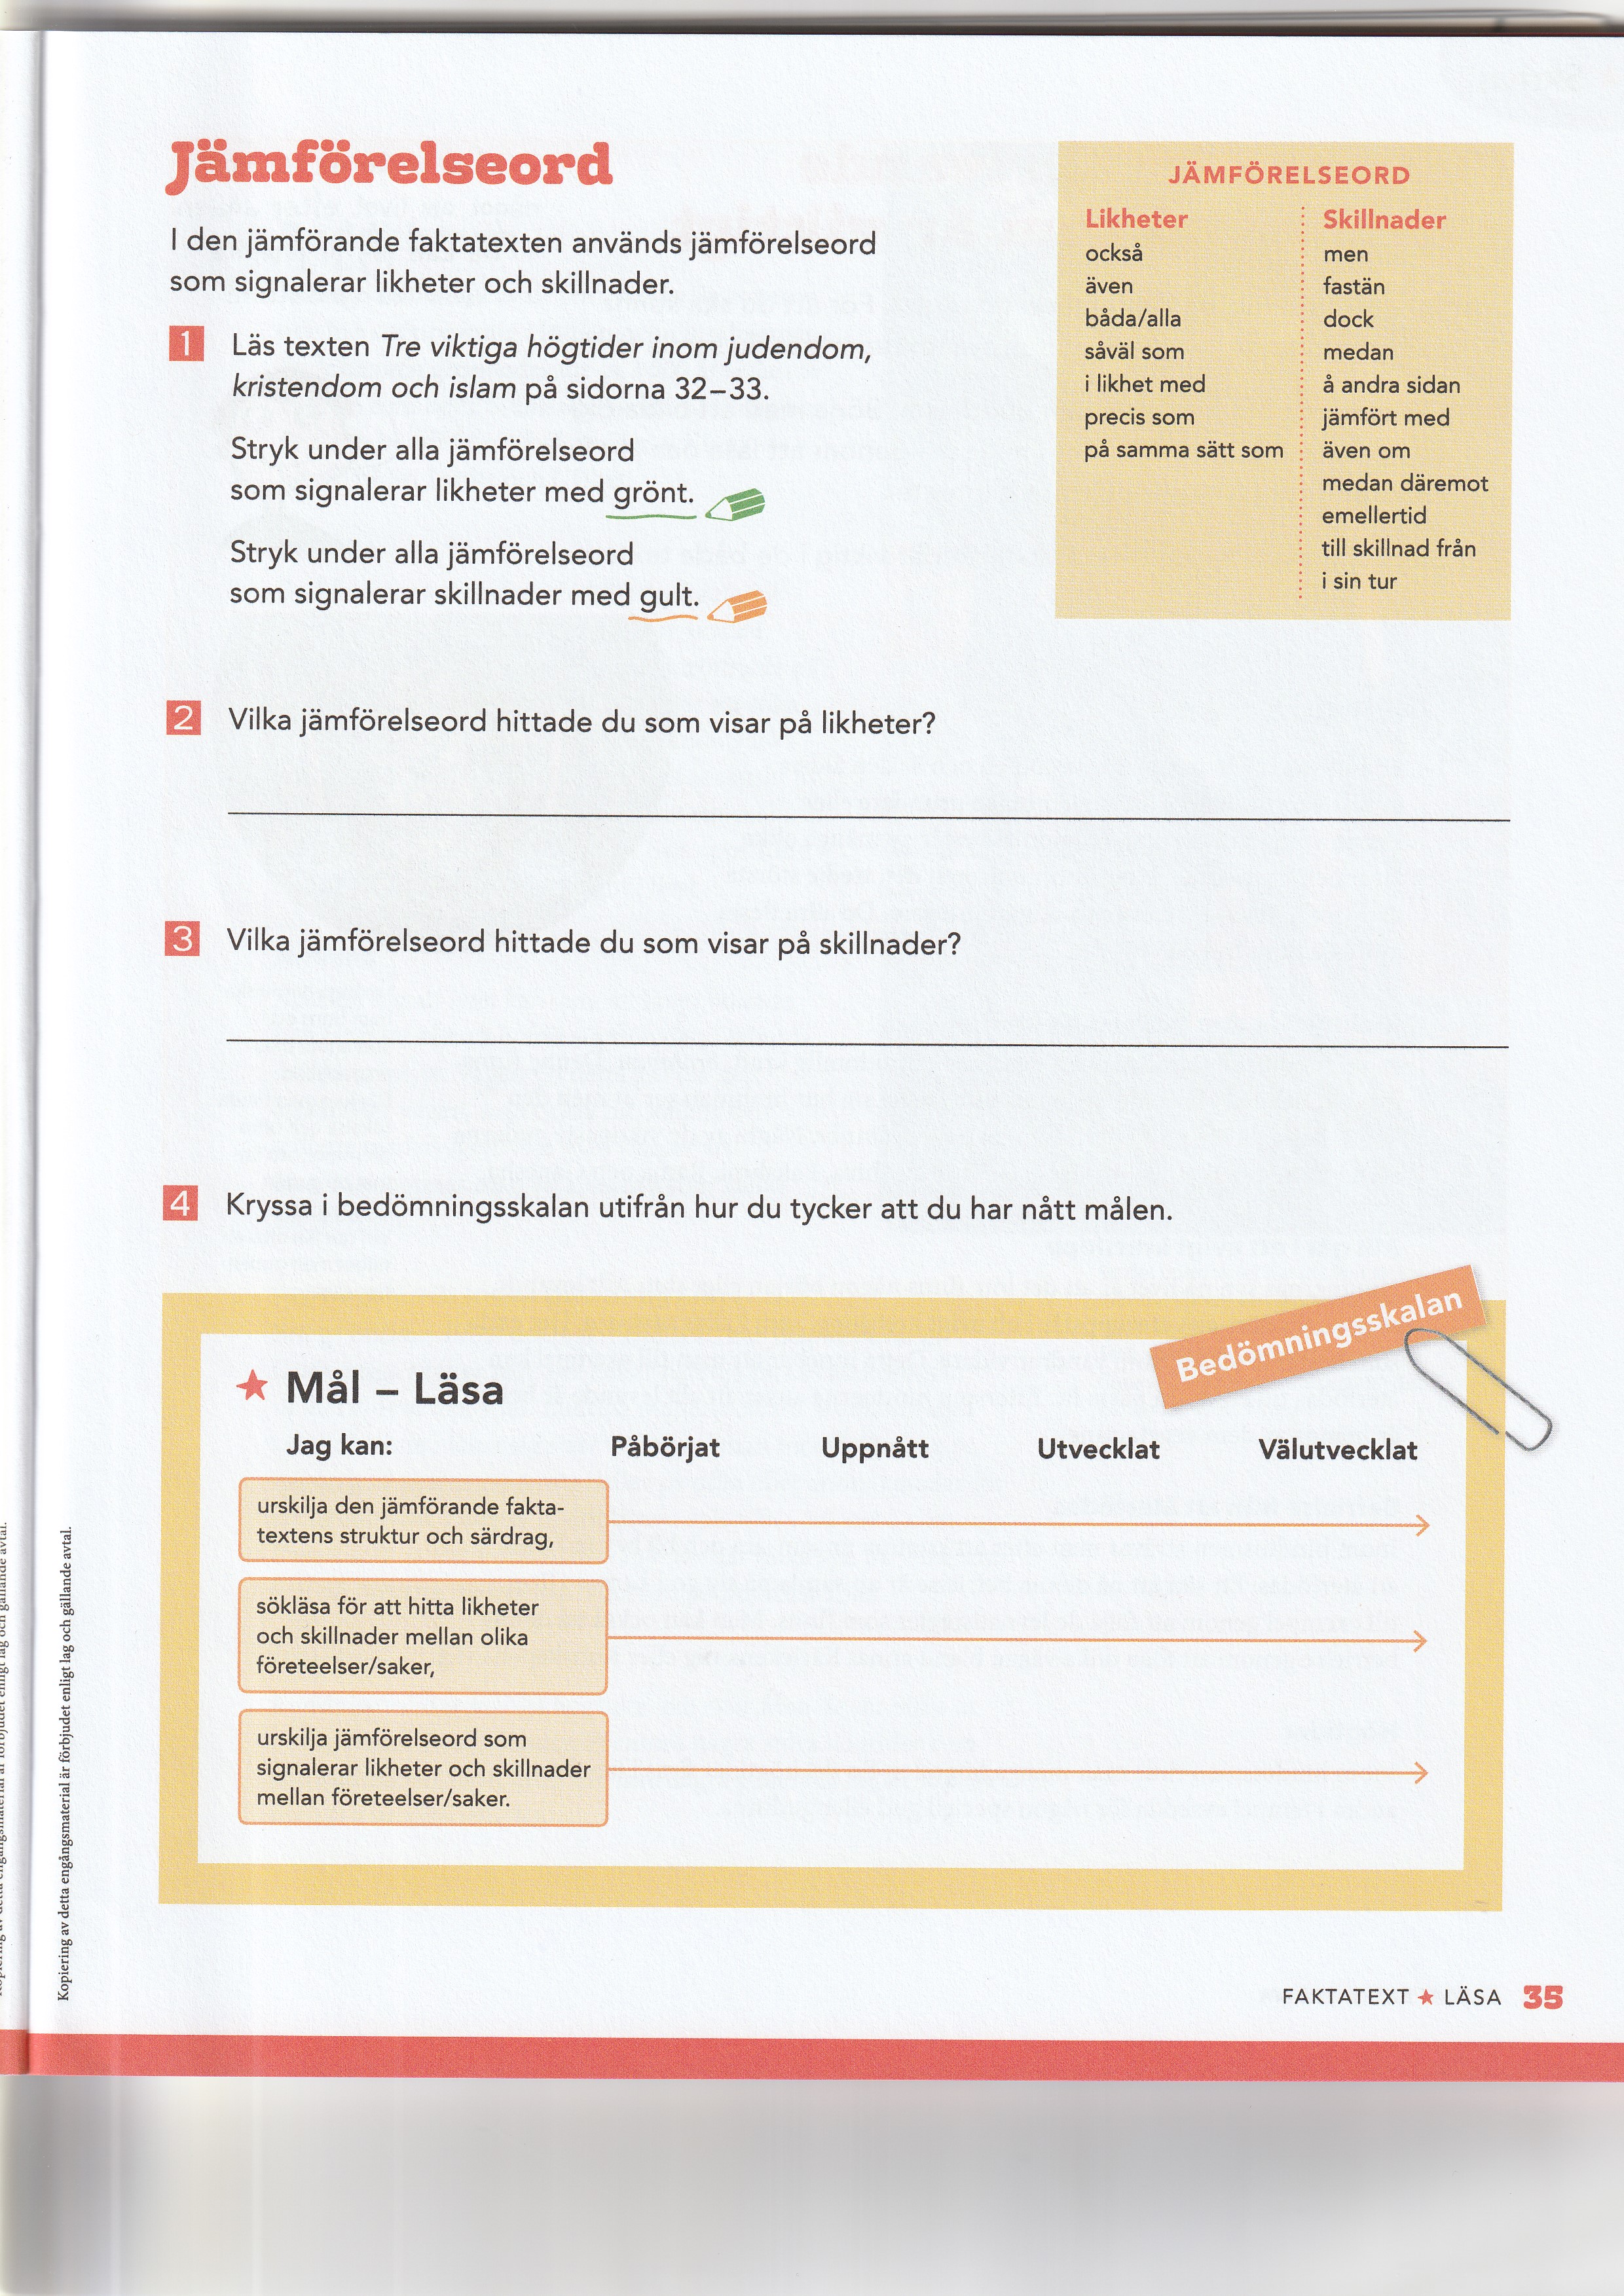 Jämförelseord
I den jämförande faktatexten används jämförelseord
som signalerar likheter och skillnader.
1 Läs texten Tre viktiga högtider inom judendom,
kristendom och islam på sidorna 32–33.
Stryk under alla jämförelseord
som signalerar likheter med grönt.
Stryk under alla jämförelseord
som signalerar skillnader med gult.
JÄMFÖRELSEORD
Likheter
också
även
båda/alla
såväl som
i likhet med
precis som
på samma sätt som
Skillnader
men
fastän
dock
medan
å andra sidan
jämfört med
även om
medan däremot
emellertid
till skillnad från
i sin tur
2 Vilka jämförelseord hittade du som visar på likheter?
3 Vilka jämförelseord hittade du som visar på skillnader?
4 Kryssa i bedömningsskalan utifrån hur du tycker att du har nått målen.
Bedömningsskalan
Mål – Läsa
Jag kan: Påbörjat Uppnått Utvecklat Välutvecklat
urskilja den jämförande fakta-
textens struktur och särdrag,
sökläsa för att hitta likheter
och skillnader mellan olika
företeelser/saker,
urskilja jämförelseord som
signalerar likheter och skillnader
mellan företeelser/saker.
Kopiering av detta engångsmaterial är förbjudet enligt lag och gällande avtal.
FAKTATEXT ★ LÄSA 35